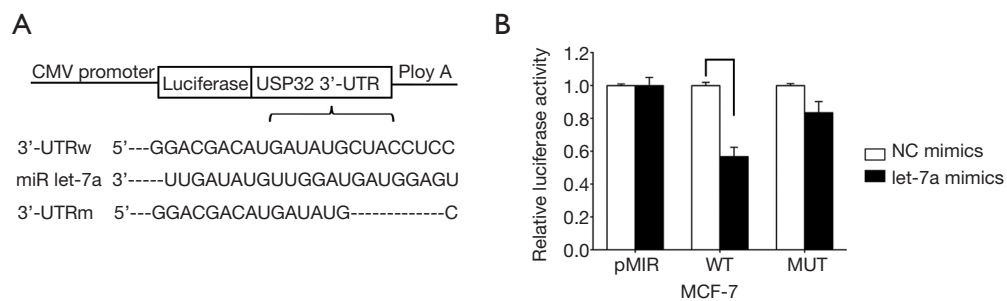 A
CMV promoter
Luciferase
USP32 3’-UTR
Ploy A
3’-UTRw 5’---GGACGACAUGAUAUGCUACCUCC
miR let-7a 3’-----UUGAUAUGUUGGAUGAUGGAGU
3’-UTRm 5’---GGACGACAUGAUAUG-------------C
B
Relative luciferase activity
1.2
1.0
0.8
0.6
0.4
0.2
0.0
pMIR WT MUT
MCF-7
NC mimics
let-7a mimics